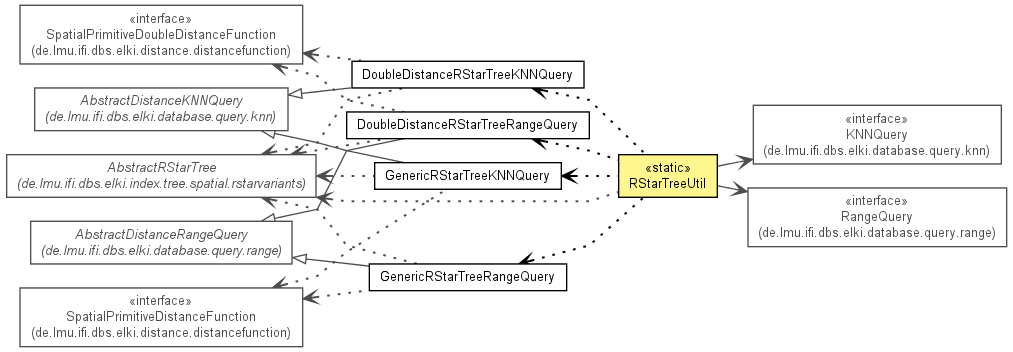 «interface»
SpatialPrimitiveDoubleDistanceFunction
(de.lmu.ifi.dbs.elki.distance.distancefunction)
AbstractDistanceKNNQuery
(de.lmu.ifi.dbs.elki.database.query.knn)
AbstractRStarTree
(de.lmu.ifi.dbs.elki.index.tree.spatial.rstarvariants)
AbstractDistanceRangeQuery
(de.lmu.ifi.dbs.elki.database.query.range)
«interface»
SpatialPrimitiveDistanceFunction
(de.lmu.ifi.dbs.elki.distance.distancefunction)
DoubleDistanceRStarTreeKNNQuery
DoubleDistanceRStarTreeRangeQuery
GenericRStarTreeKNNQuery
GenericRStarTreeRangeQuery
«static»
RStarTreeUtil
«interface»
KNNQuery
(de.lmu.ifi.dbs.elki.database.query.knn)
«interface»
RangeQuery
(de.lmu.ifi.dbs.elki.database.query.range)